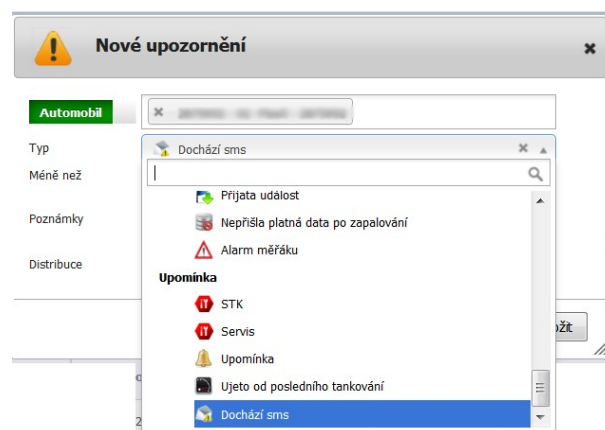 Nové upozornění
Automobil
Typ
Dochází sms
Méně než
Přijata událost
Poznámky
Nepřišla platná data po zapalování
Alarm měřáku
Distribuce
Upomínka
STK
Servis
Upomínka
Ujeto od posledního tankování
Dochází sms